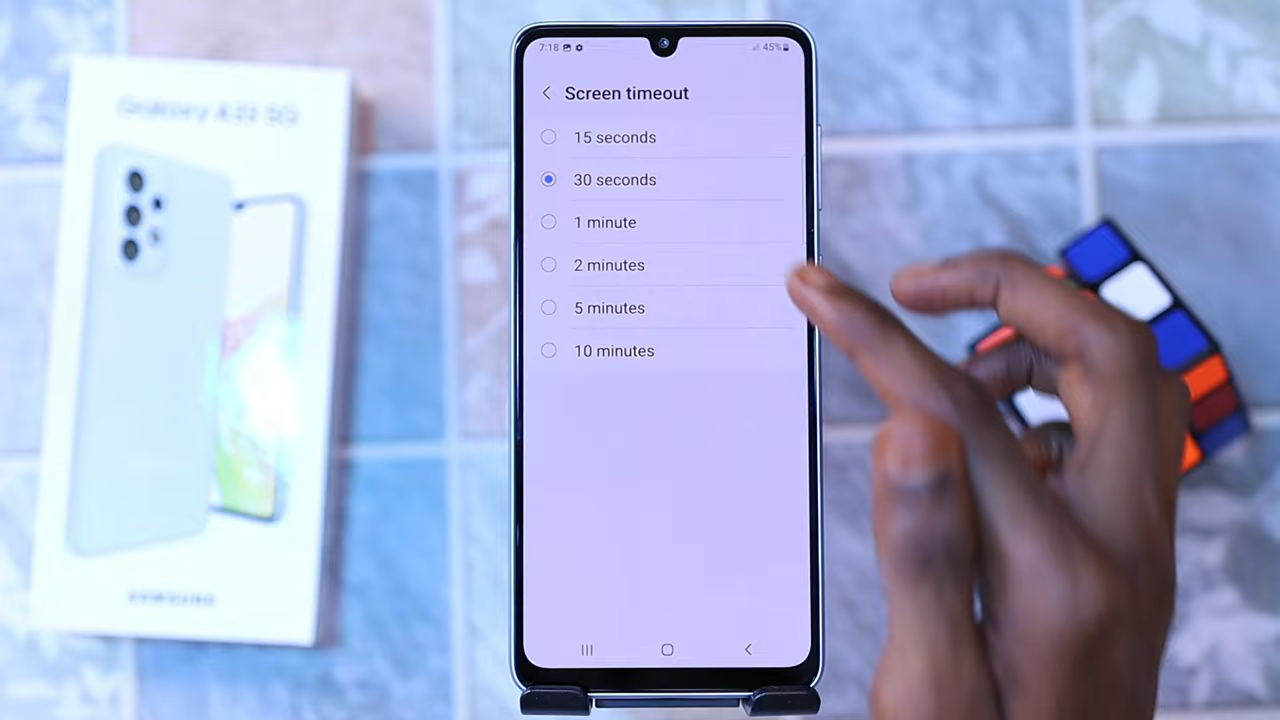 Galaxy A33 5G
SAMSUNG
7:18
45%
Screen timeout
15 seconds
30 seconds
1 minute
2 minutes
5 minutes
10 minutes